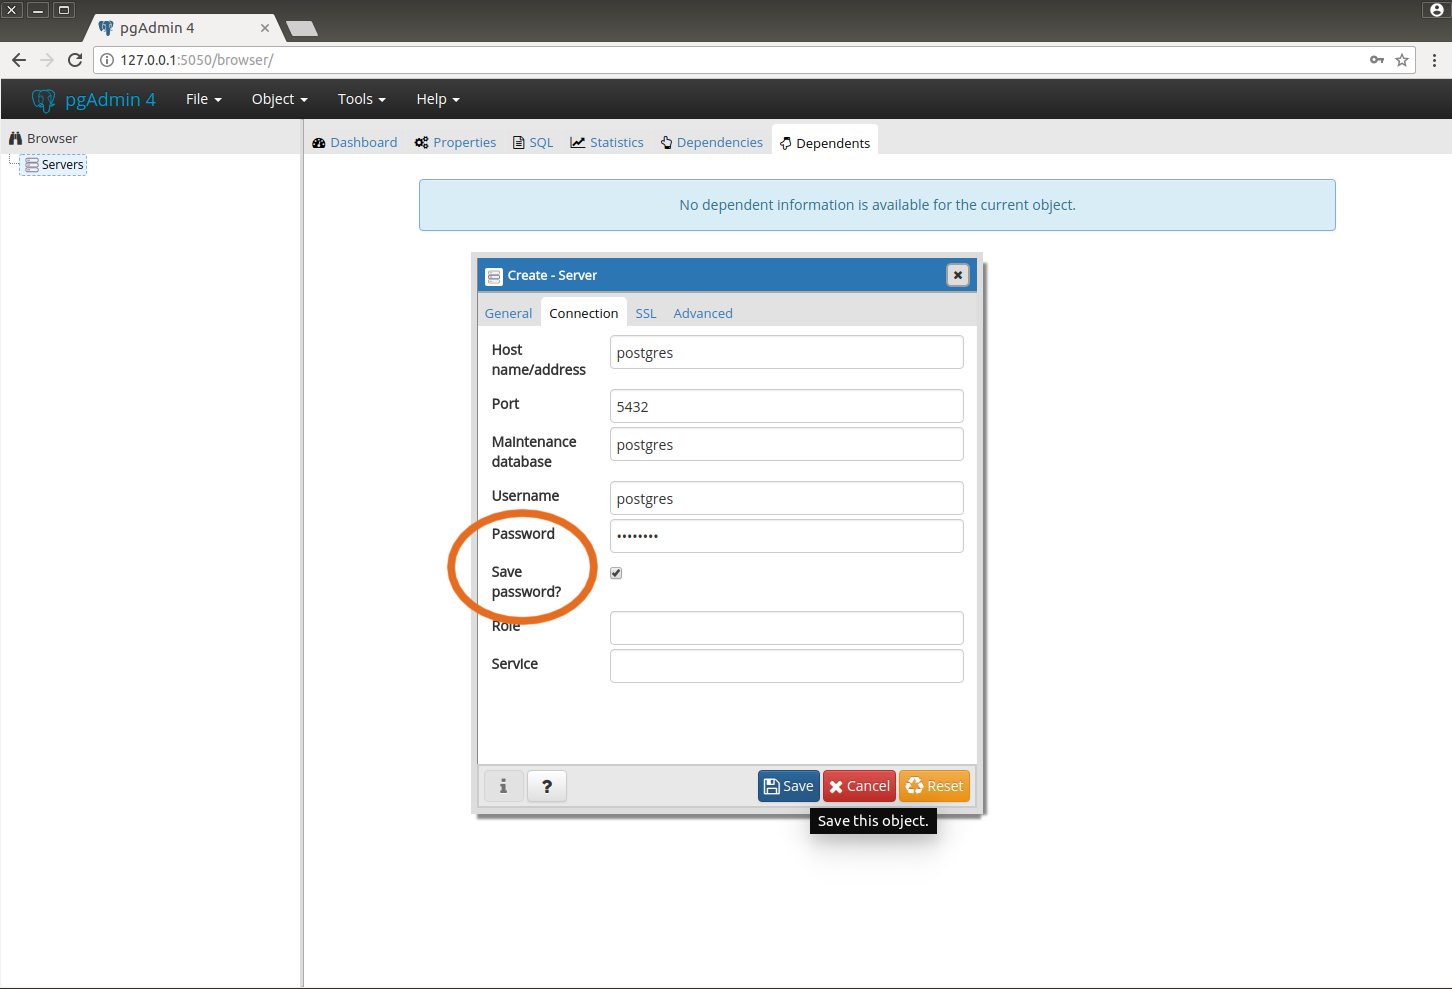 pgAdmin 4
127.0.0.1:5050/browser/
pgAdmin 4 File Object Tools Help
Browser
Servers
Dashboard Properties SQL Statistics Dependencies Dependents
No dependent information is available for the current object.
Create - Server
General Connection SSL Advanced
Host
name/address
postgres
Port
5432
Maintenance
database
postgres
Username
postgres
Password
••••••••
Save
password?
Role
Service
i ? Save Cancel Reset
Save this object.